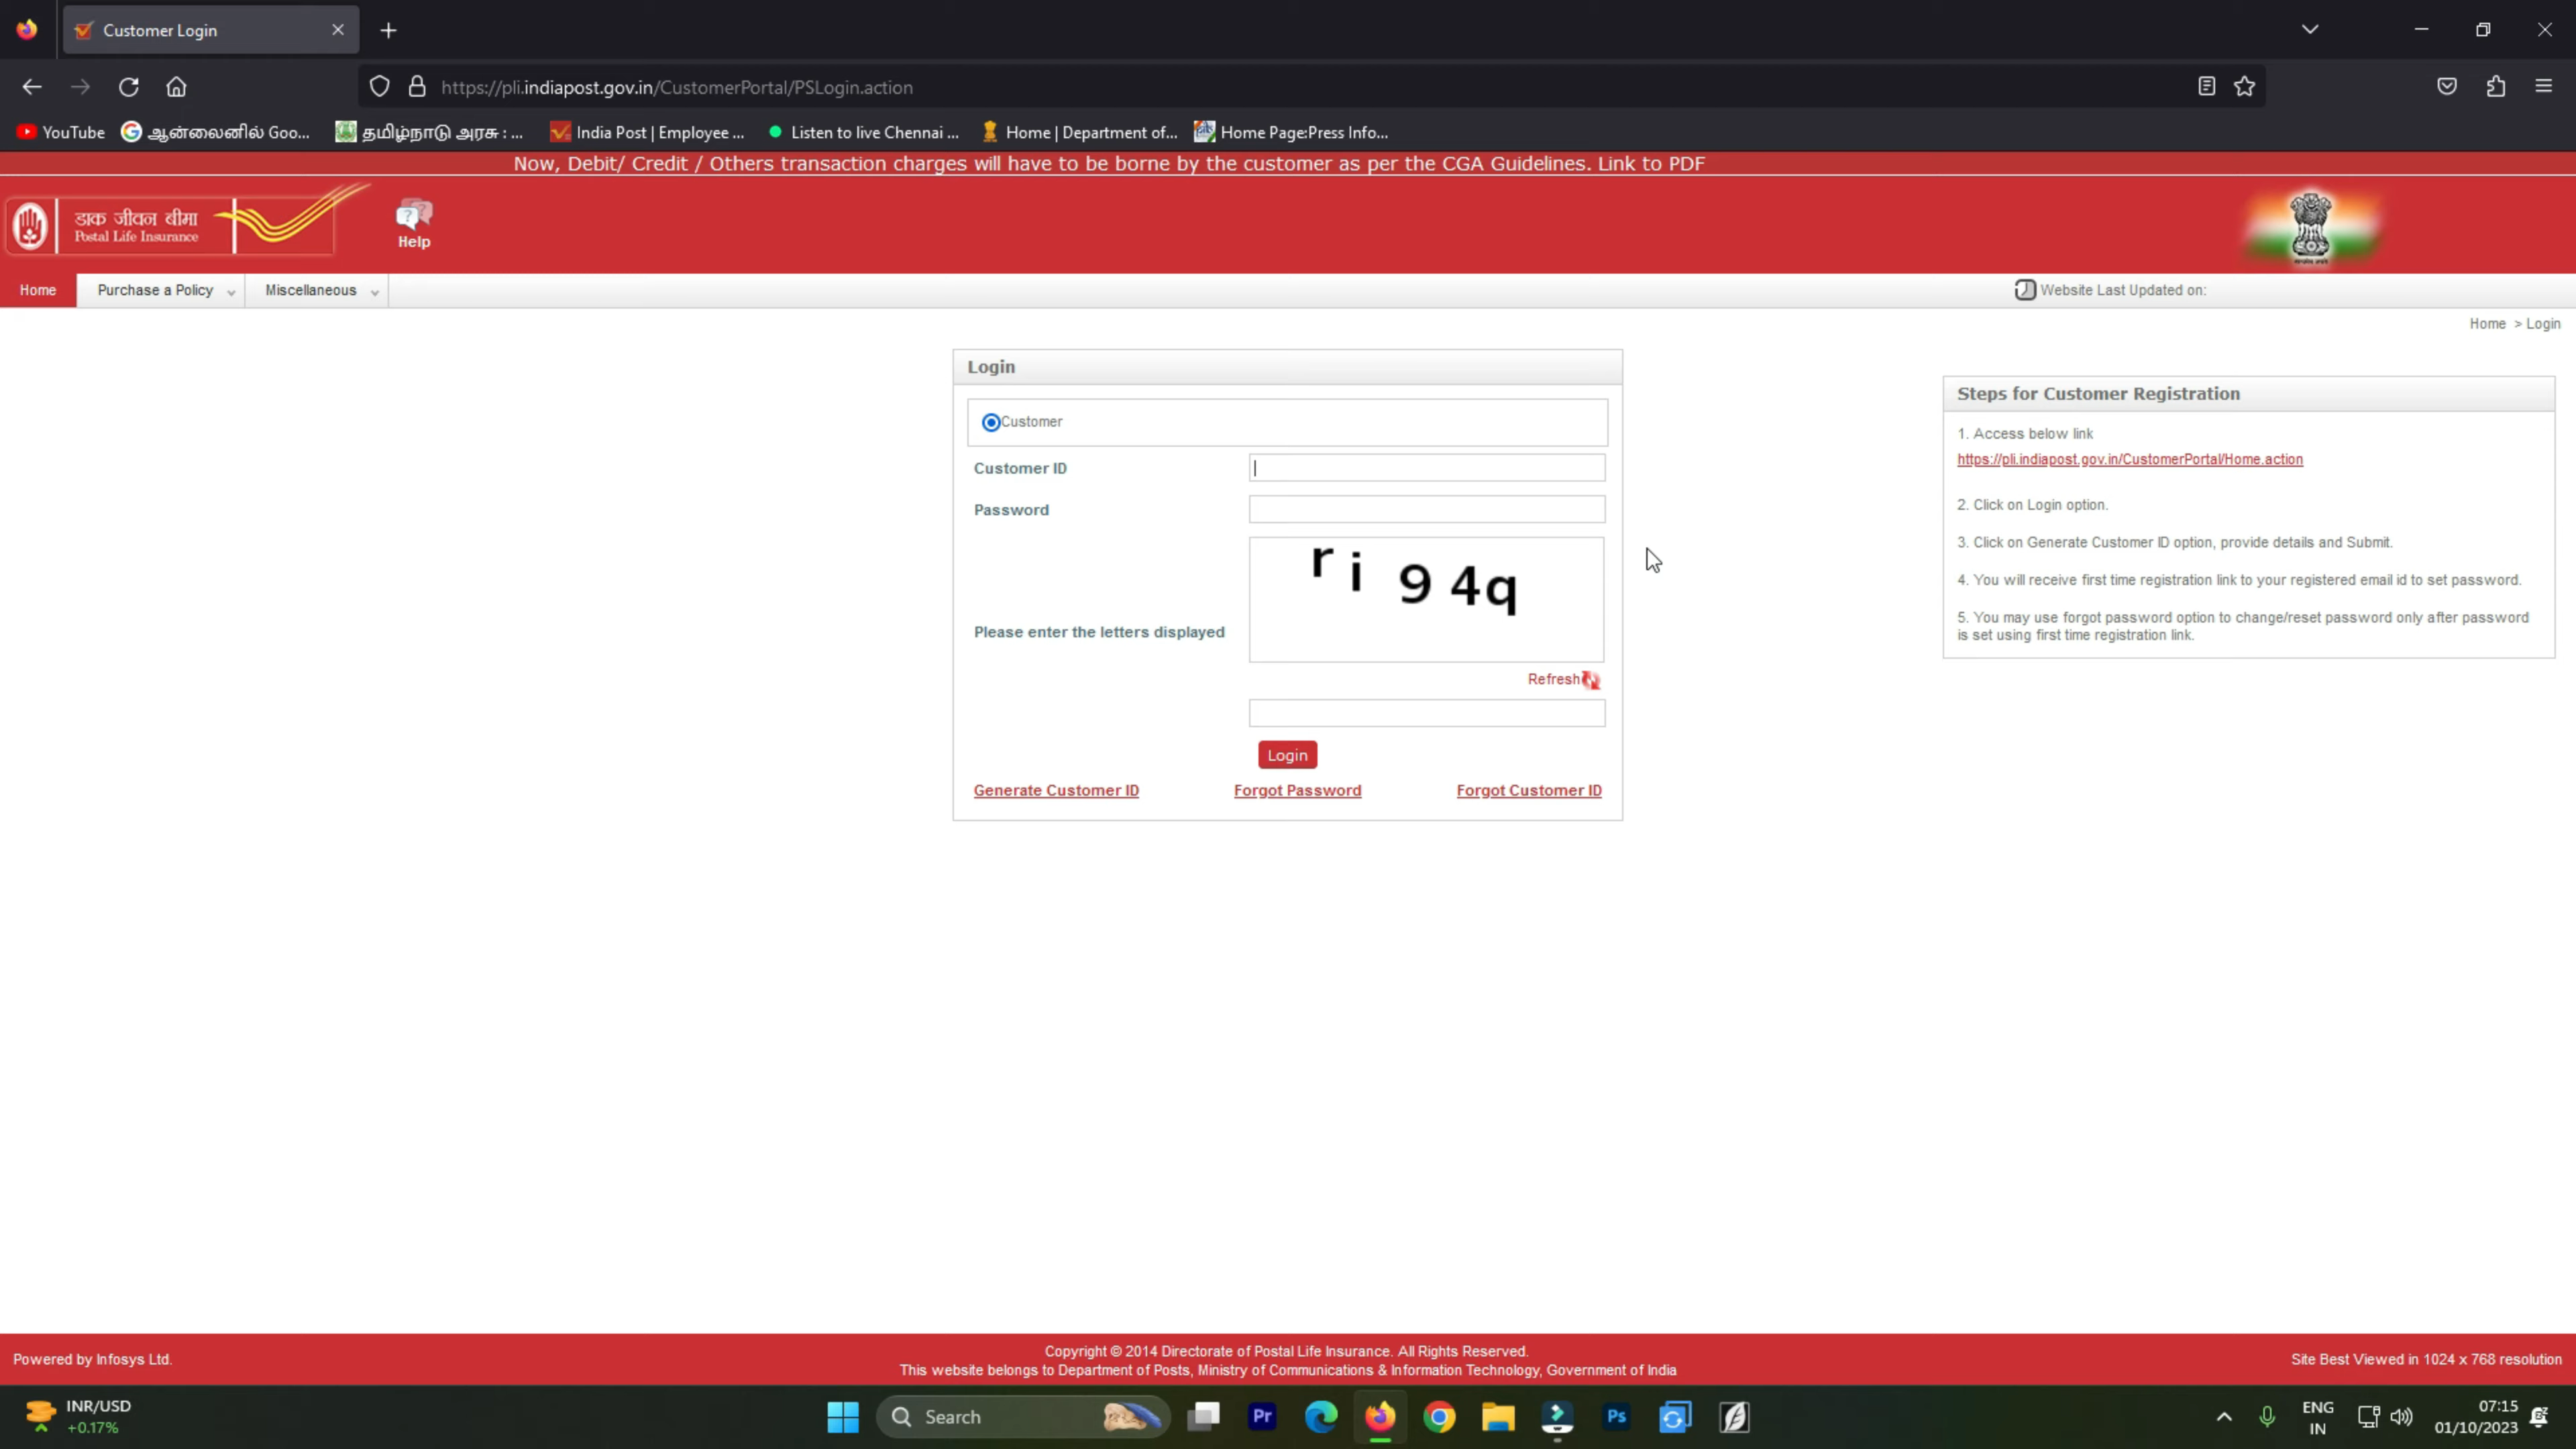 Customer Login
https://pli.indiapost.gov.in/CustomerPortal/PSLogin.action
YouTube
ஆன்லைனில் Goo...
தமிழ்நாடு அரசு : ...
India Post | Employee ...
Listen to live Chennai ...
Home | Department of...
Home Page:Press Info...
Now, Debit/ Credit / Others transaction charges will have to be borne by the customer as per the CGA Guidelines. Link to PDF
डाक जीवन बीमा
Postal Life Insurance
Help
Home
Purchase a Policy
Miscellaneous
Website Last Updated on:
Home > Login
Login
Customer
Customer ID
Password
ri 94q
Please enter the letters displayed
Refresh
Login
Generate Customer ID
Forgot Password
Forgot Customer ID
Steps for Customer Registration
1. Access below link
https://pli.indiapost.gov.in/CustomerPortal/Home.action
2. Click on Login option.
3. Click on Generate Customer ID option, provide details and Submit.
4. You will receive first time registration link to your registered email id to set password.
5. You may use forgot password option to change/reset password only after password
is set using first time registration link.
Powered by Infosys Ltd.
Copyright © 2014 Directorate of Postal Life Insurance. All Rights Reserved.
This website belongs to Department of Posts, Ministry of Communications & Information Technology, Government of India
Site Best Viewed in 1024 x 768 resolution
INR/USD
+0.17%
Search
Pr
Ps
ENG
IN
07:15
01/10/2023